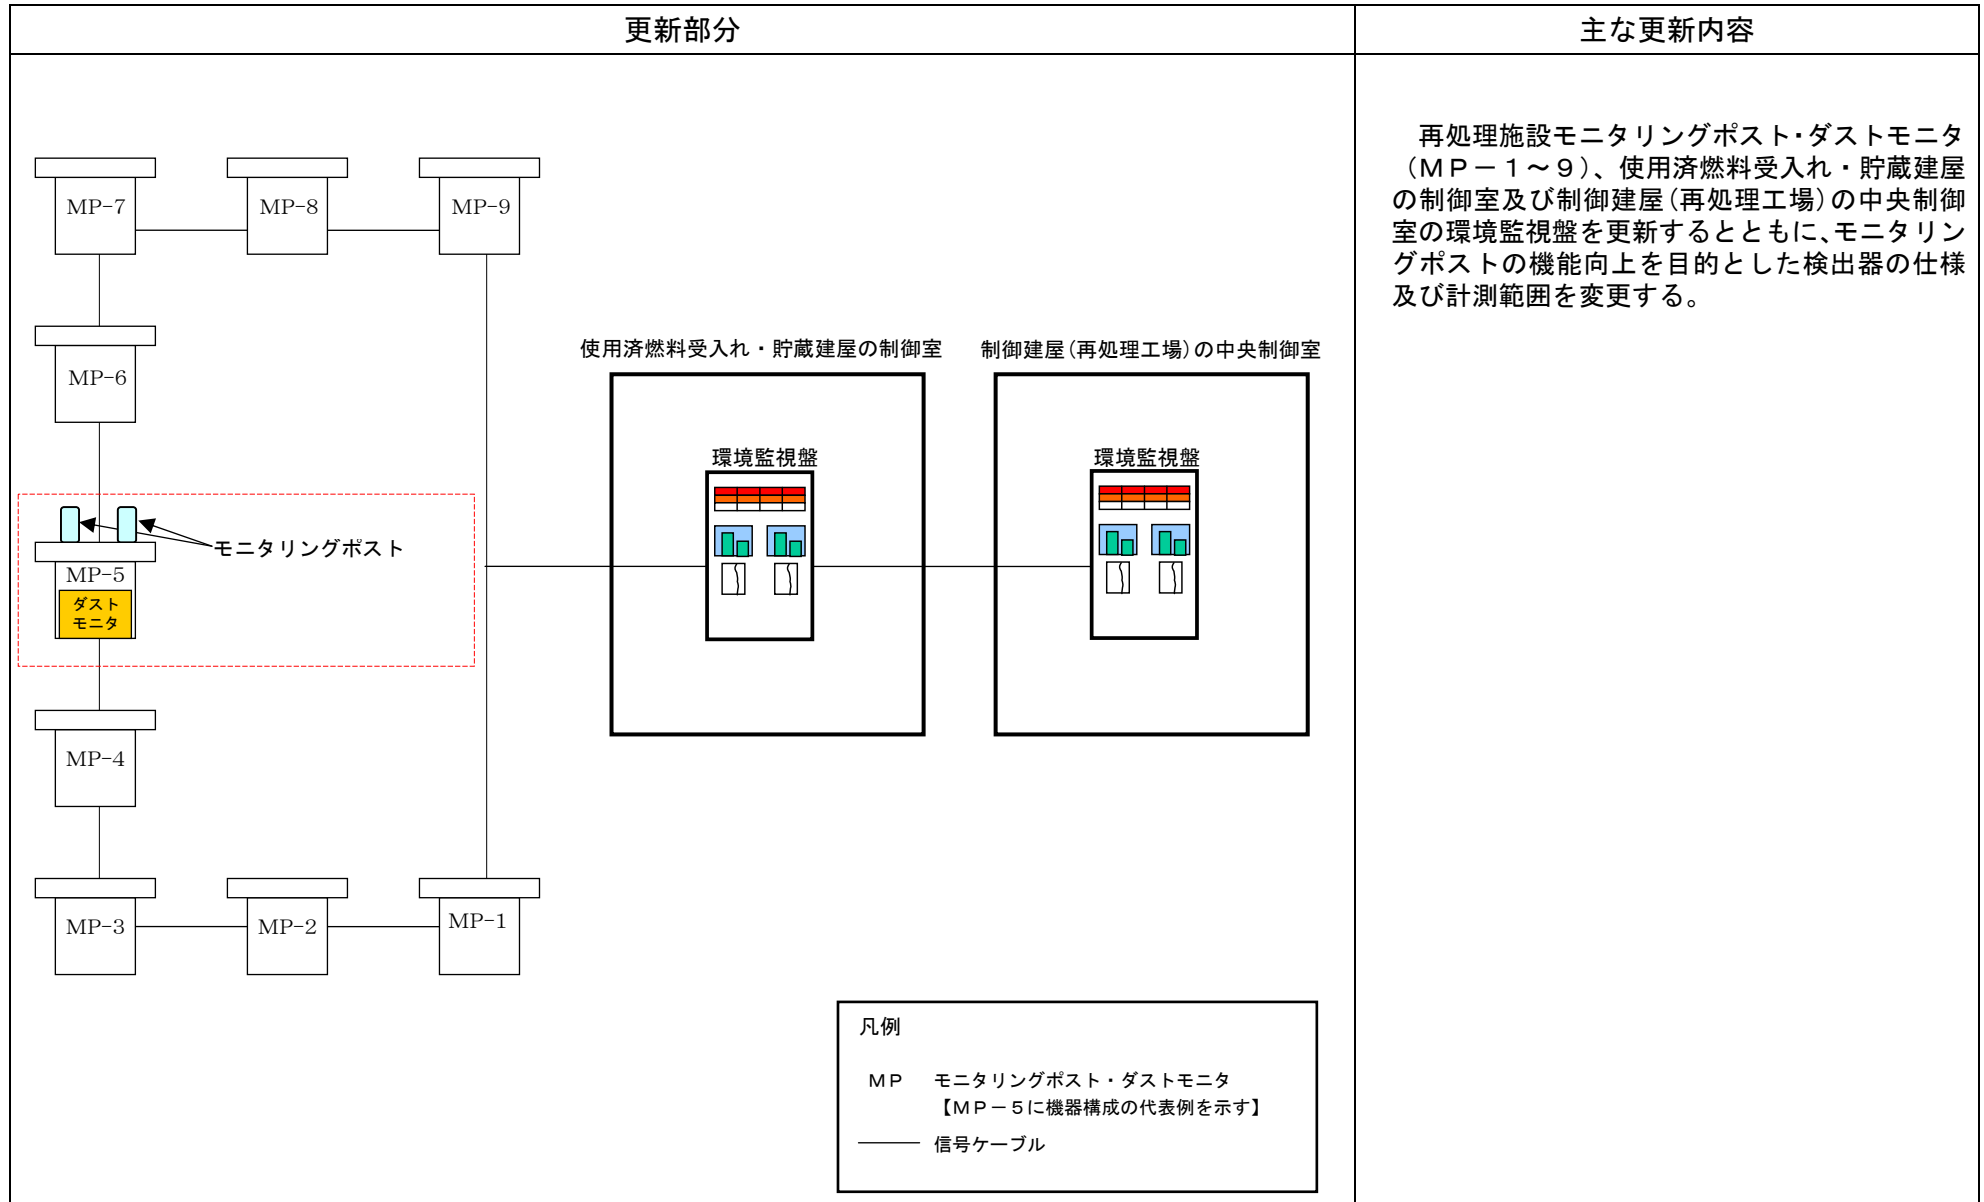 更新部分
主な更新内容
再処理施設モニタリングポスト・ダストモニタ
（ＭＰ－１～９）、使用済燃料受入れ・貯蔵建屋
の制御室及び制御建屋(再処理工場)の中央制御
室の環境監視盤を更新するとともに、モニタリン
グポストの機能向上を目的とした検出器の仕様
及び計測範囲を変更する。
MP-7
MP-8
MP-9
MP-6
使用済燃料受入れ・貯蔵建屋の制御室
制御建屋(再処理工場)の中央制御室
環境監視盤
環境監視盤
モニタリングポスト
MP-5
ダスト
モニタ
MP-4
MP-3
MP-2
MP-1
凡例
ＭＰ　モニタリングポスト・ダストモニタ
【ＭＰ－５に機器構成の代表例を示す】
信号ケーブル